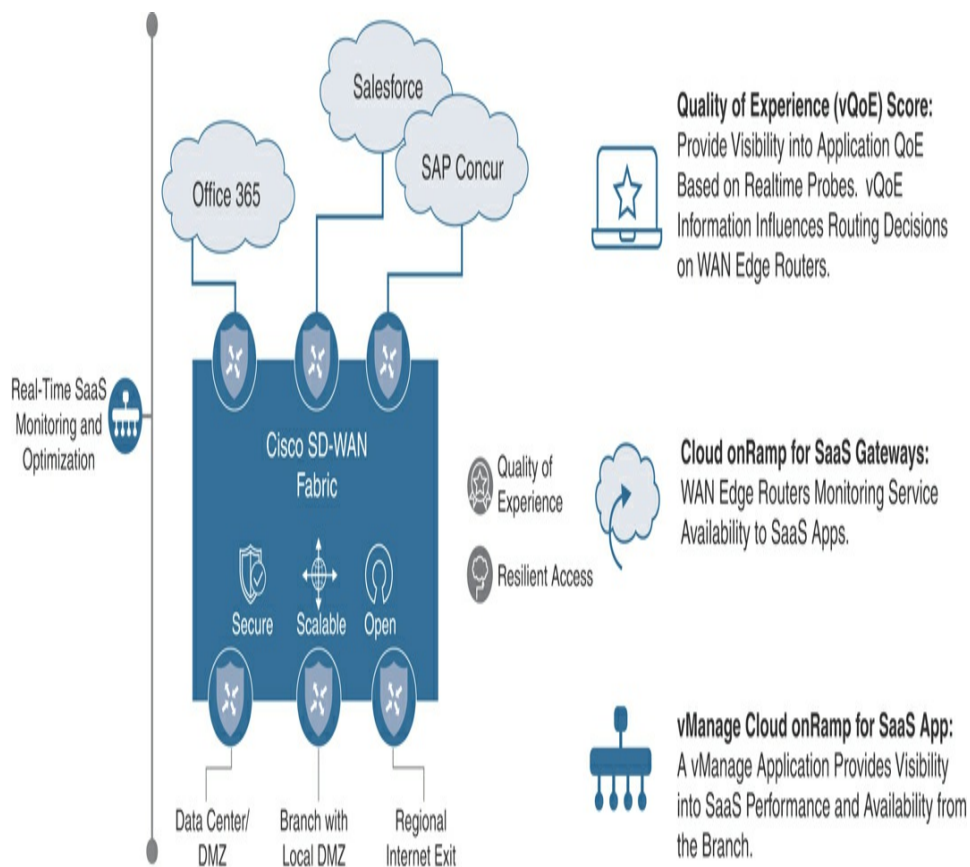 Salesforce
SAP Concur
Office 365
Real-Time SaaS
Monitoring and
Optimization
Cisco SD-WAN
Fabric
Secure
Scalable
Open
Quality of
Experience
Resilient Access
Data Center/
DMZ
Branch with
Local DMZ
Regional
Internet Exit
Quality of Experience (vQoE) Score:
Provide Visibility into Application QoE
Based on Realtime Probes. vQoE
Information Influences Routing Decisions
on WAN Edge Routers.
Cloud onRamp for SaaS Gateways:
WAN Edge Routers Monitoring Service
Availability to SaaS Apps.
vManage Cloud onRamp for SaaS App:
A vManage Application Provides Visibility
into SaaS Performance and Availability from
the Branch.